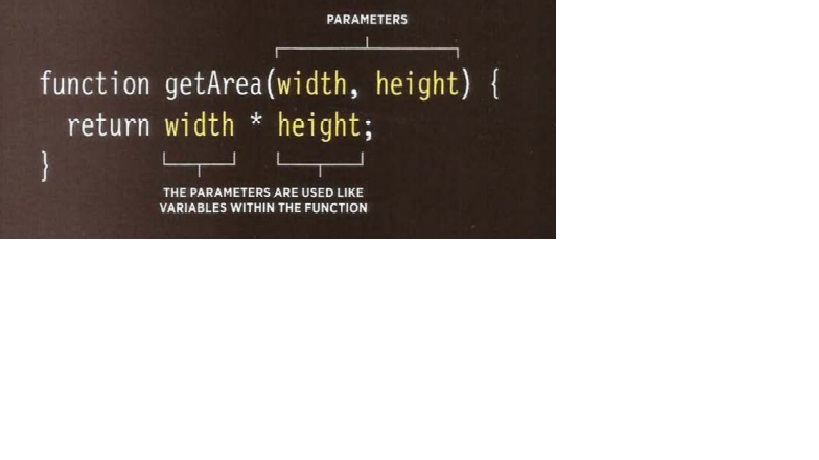 PARAMETERS
function getArea(width, height) {
return width * height;
}
THE PARAMETERS ARE USED LIKE
VARIABLES WITHIN THE FUNCTION